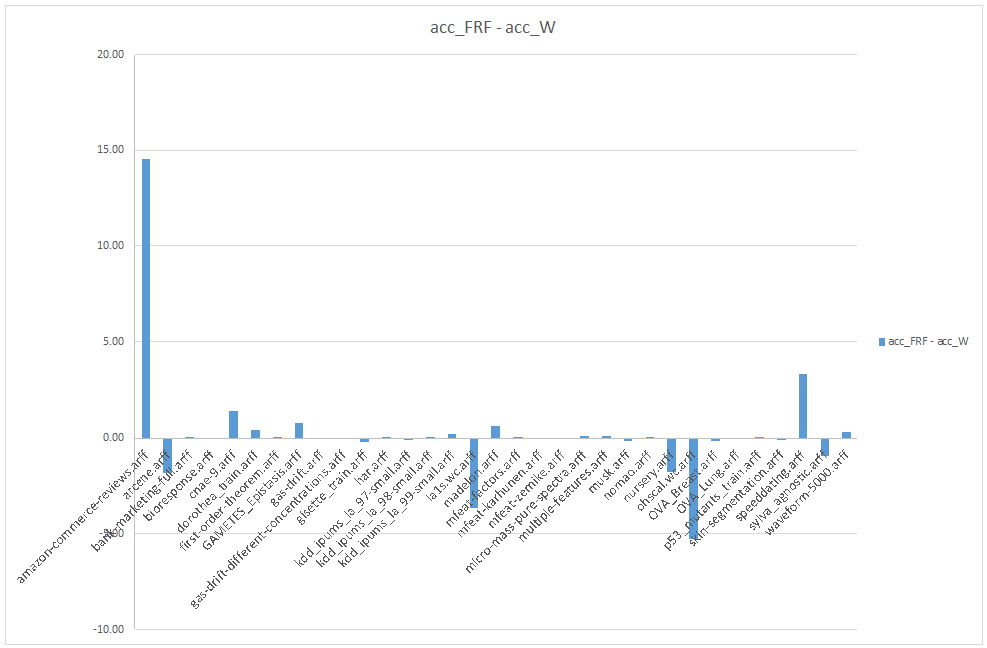 acc_FRF - acc_W
20.00
15.00
10.00
5.00
0.00
-5.00
-10.00
amazon-commerce-reviews.arff
arcene.arff
bank-marketing-full.arff
bioresponse.arff
cnae-9.arff
dorothea_train.arff
first-order-theorem.arff
GAMETES_Epistasis.arff
gas-drift.arff
gas-drift-different-concentrations.arff
gisette_train.arff
har.arff
kdd_ipums_la_97-small.arff
kdd_ipums_la_98-small.arff
kdd_ipums_la_99-small.arff
la1s.wc.arff
madelon.arff
mfeat-factors.arff
mfeat-karhunen.arff
mfeat-zernike.arff
micro-mass-pure-spectra.arff
multiple-features.arff
musk.arff
nomao.arff
nursery.arff
ohscal.wc.arff
OVA_Breast.arff
OVA_Lung.arff
p53_mutants_train.arff
skin-segmentation.arff
speeddating.arff
sylva_agnostic.arff
waveform-5000.arff
acc_FRF - acc_W